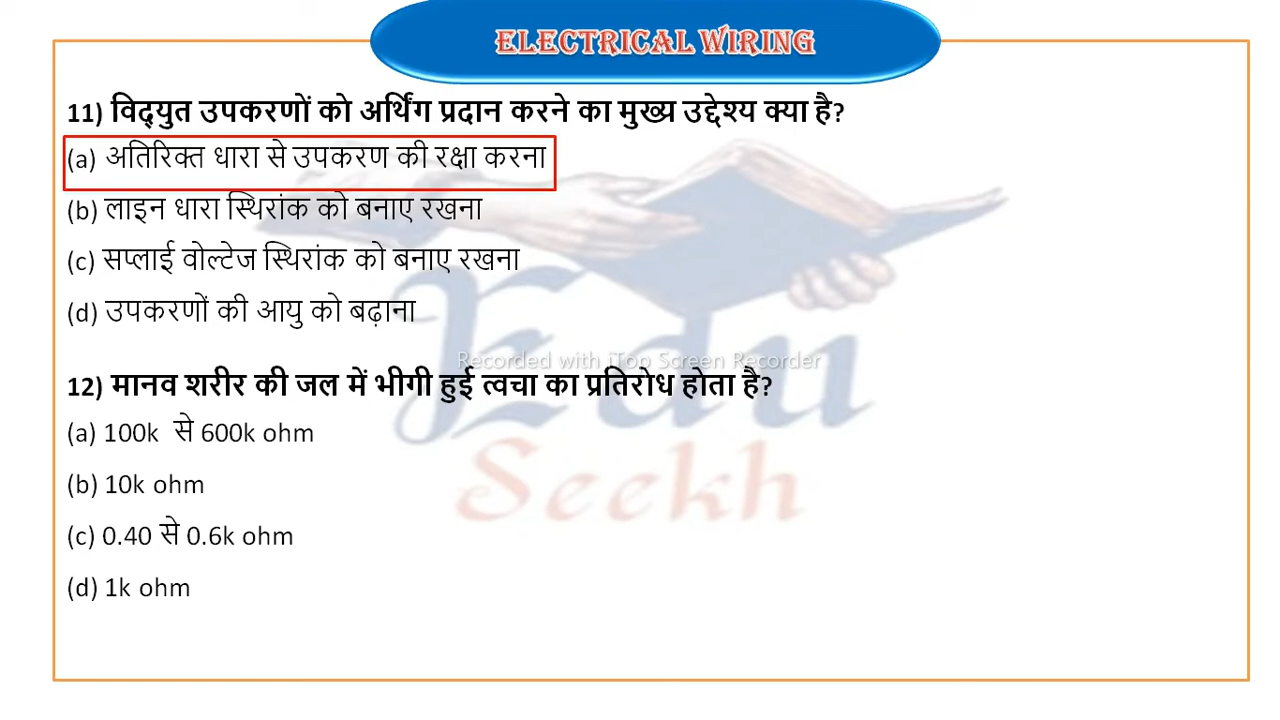 ELECTRICAL WIRING
11) विद्युत उपकरणों को अर्थिंग प्रदान करने का मुख्य उद्देश्य क्या है?
(a) अतिरिक्त धारा से उपकरण की रक्षा करना
(b) लाइन धारा स्थिरांक को बनाए रखना
(c) सप्लाई वोल्टेज स्थिरांक को बनाए रखना
(d) उपकरणों की आयु को बढ़ाना
Recorded with iTop Screen Recorder
12) मानव शरीर की जल में भीगी हुई त्वचा का प्रतिरोध होता है?
(a) 100k से 600k ohm
(b) 10k ohm
(c) 0.40 से 0.6k ohm
(d) 1k ohm
Edu
Seekh